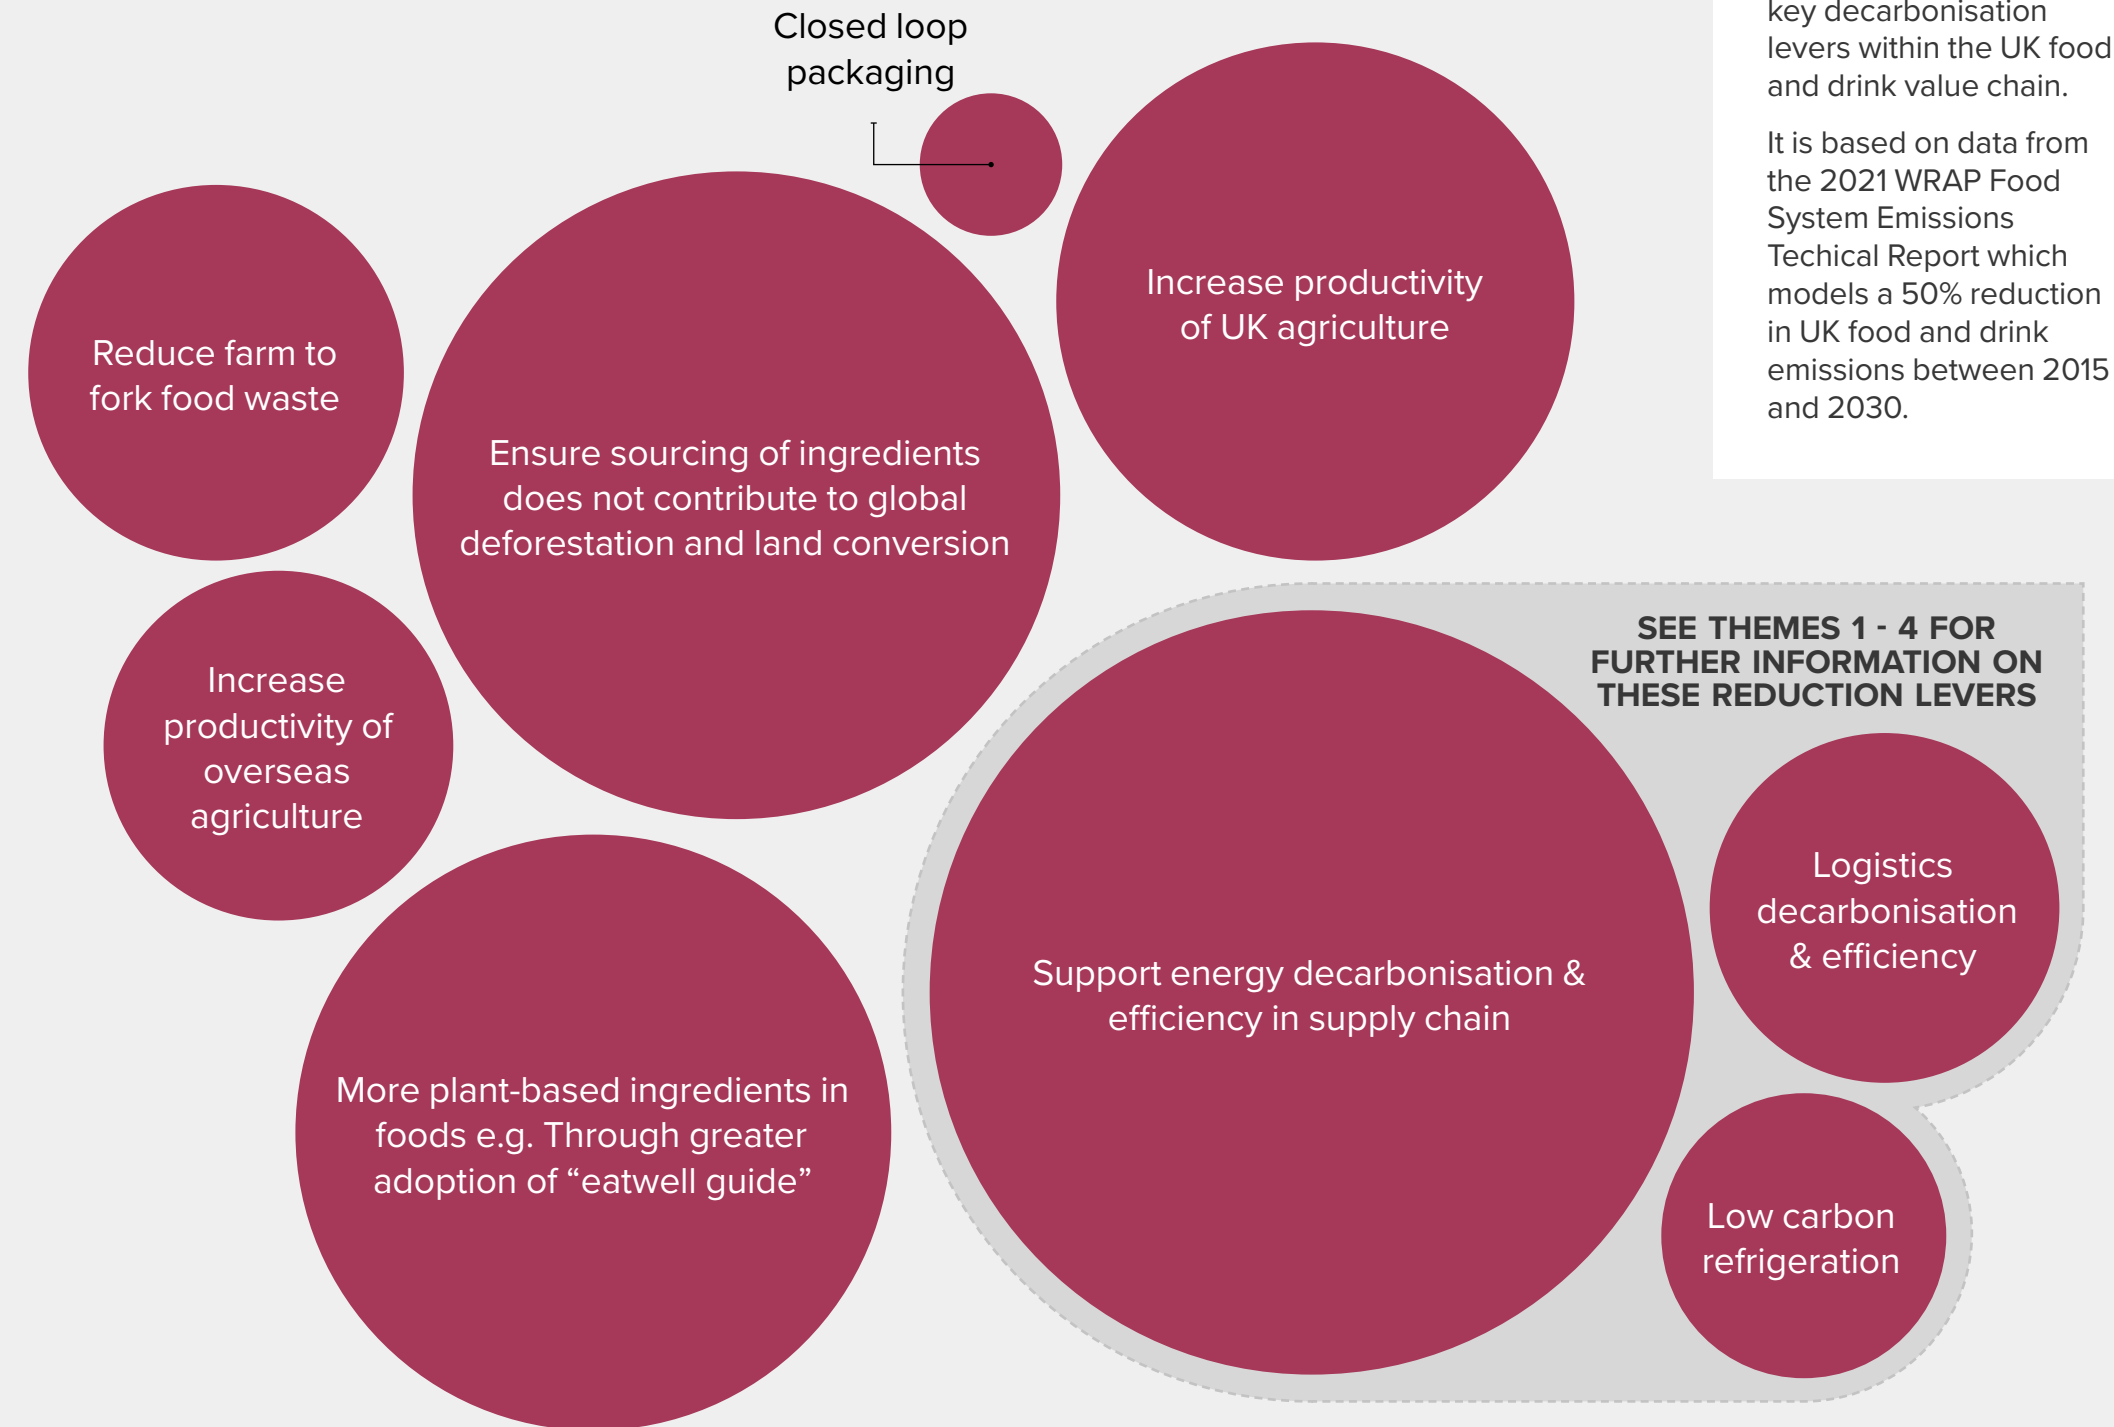 Closed loop
packaging
key decarbonisation
levers within the UK food
and drink value chain.
It is based on data from
the 2021 WRAP Food
System Emissions
Techical Report which
models a 50% reduction
in UK food and drink
emissions between 2015
and 2030.
Increase productivity
of UK agriculture
Reduce farm to
fork food waste
Ensure sourcing of ingredients
does not contribute to global
deforestation and land conversion
SEE THEMES 1 - 4 FOR
FURTHER INFORMATION ON
THESE REDUCTION LEVERS
Increase
productivity of
overseas
agriculture
Logistics
decarbonisation
& efficiency
Support energy decarbonisation &
efficiency in supply chain
More plant-based ingredients in
foods e.g. Through greater
adoption of “eatwell guide”
Low carbon
refrigeration